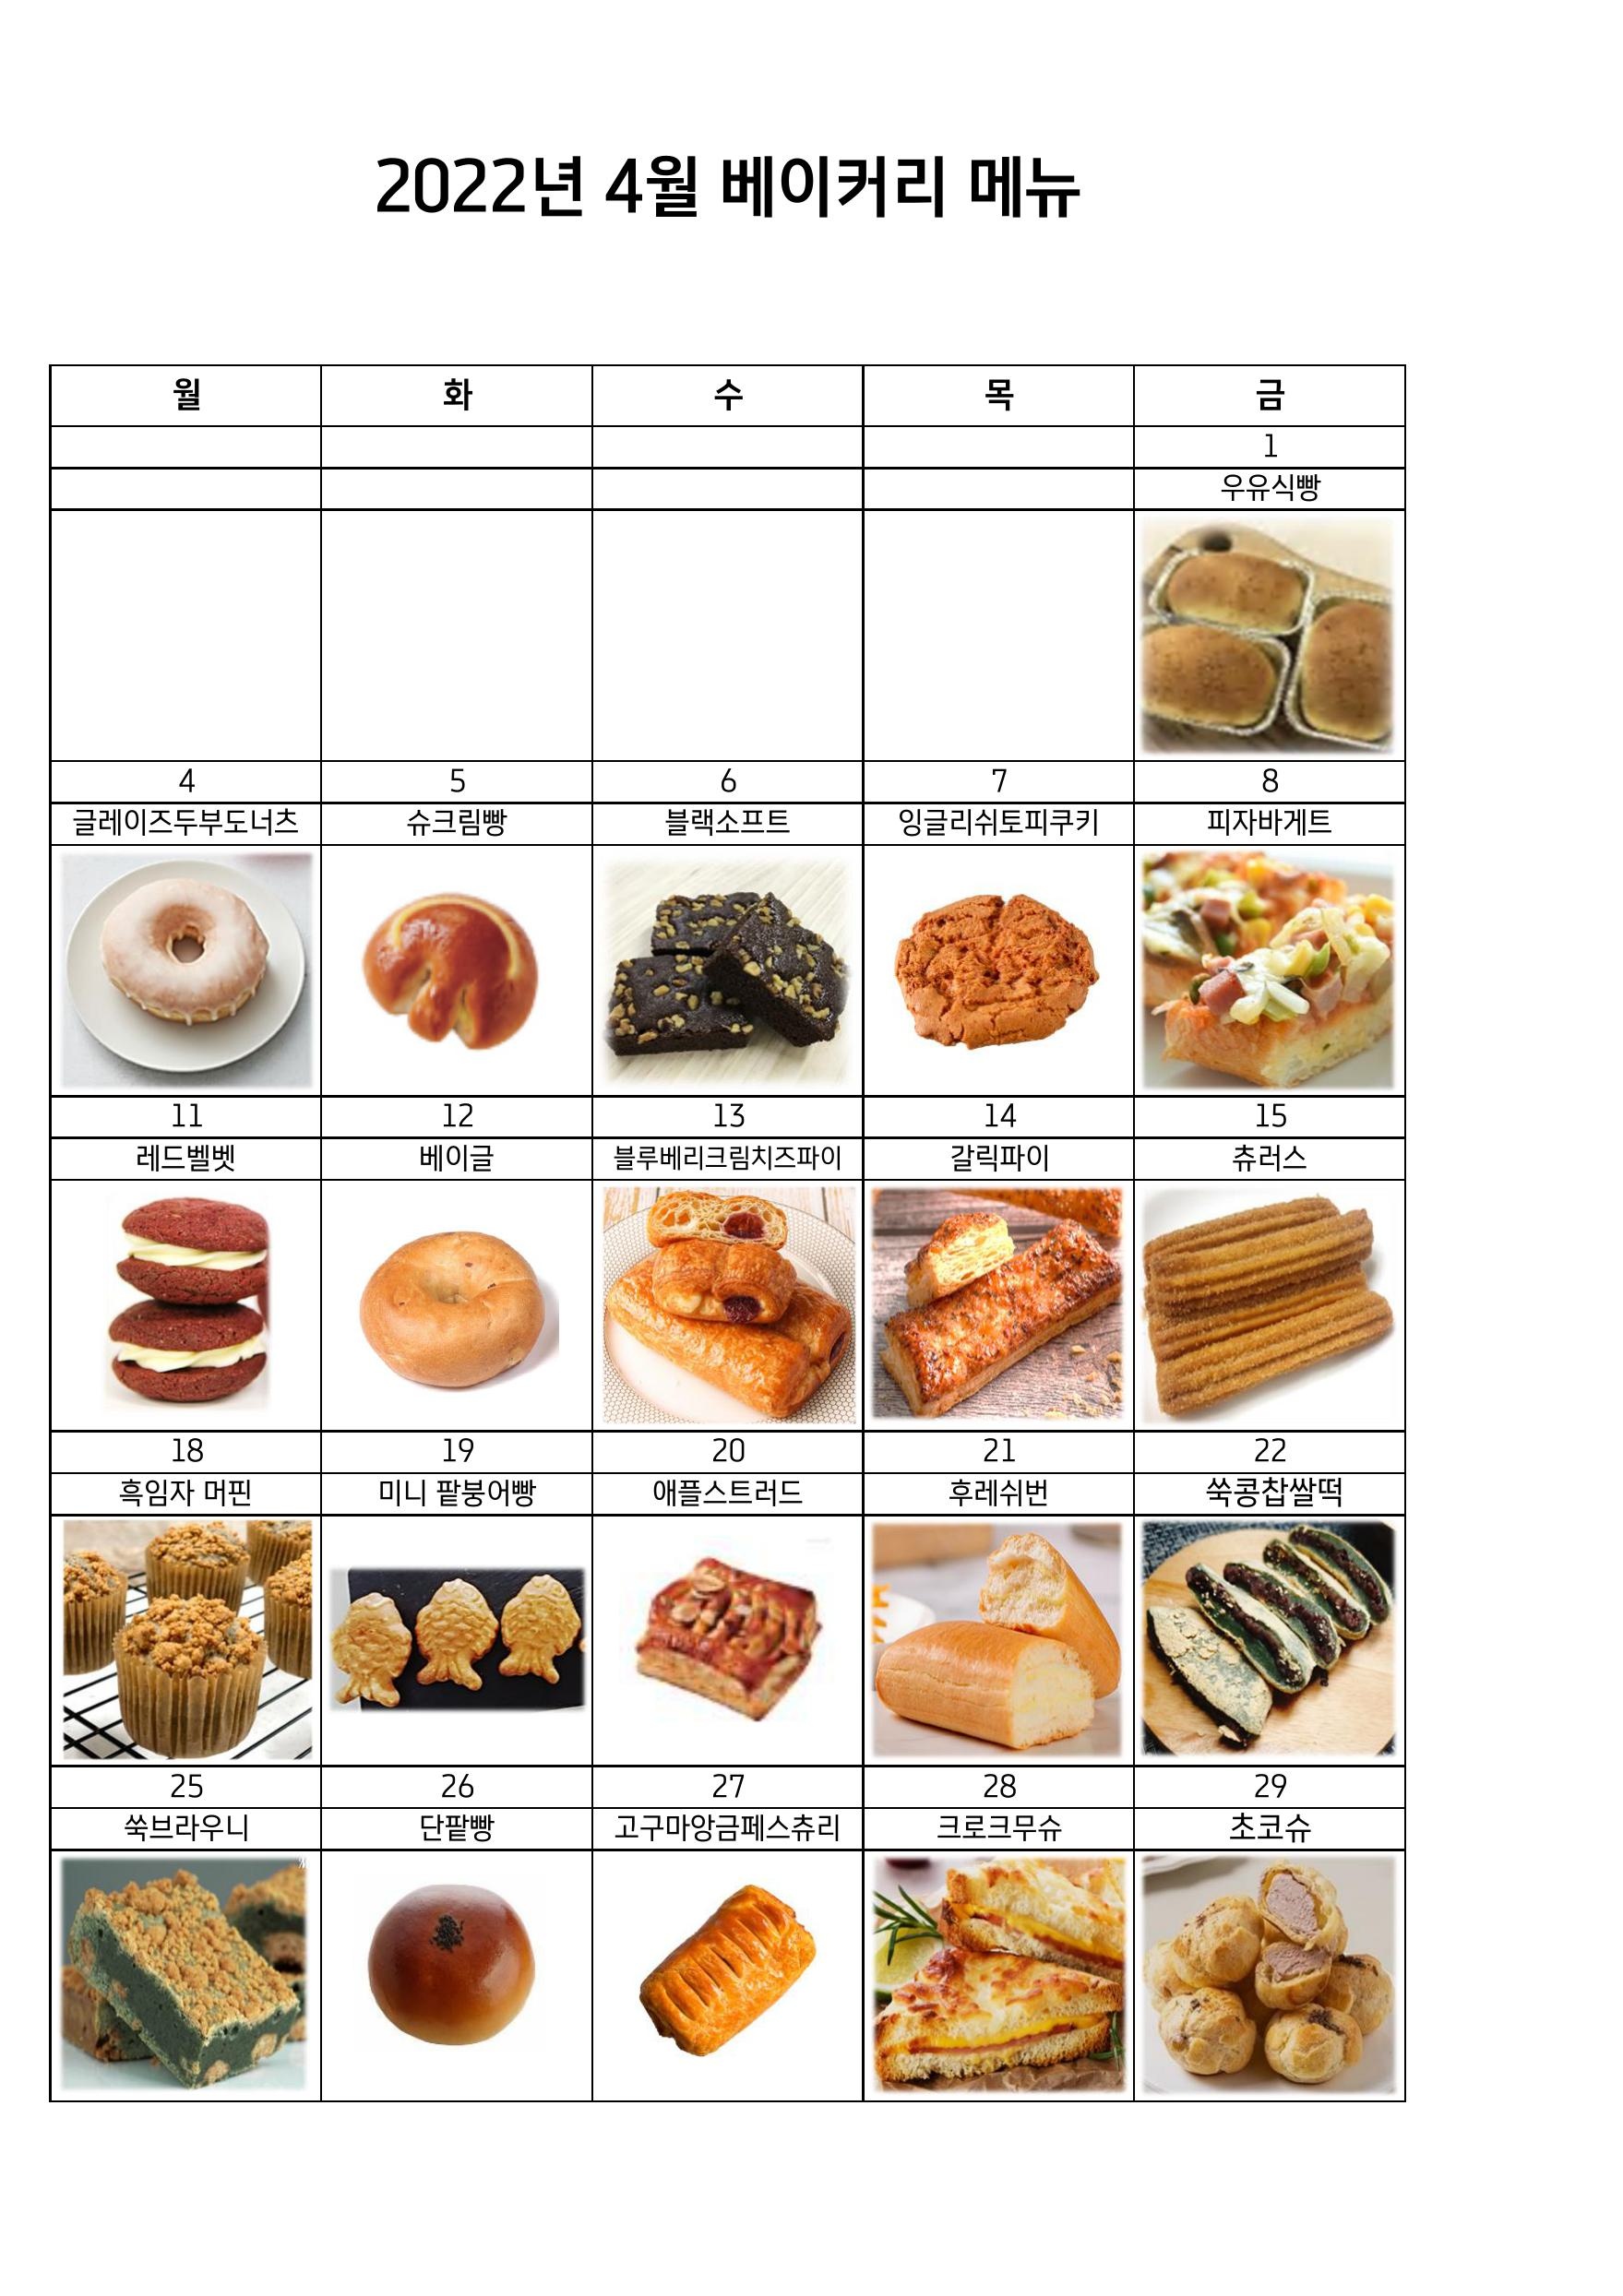 2022년 4월 베이커리 메뉴
월 화 수 목 금
1
우유식빵
4 5 6 7 8
글레이즈두부도너츠 슈크림빵 블랙소프트 잉글리쉬토피쿠키 피자바게트
11 12 13 14 15
레드벨벳 베이글 블루베리크림치즈파이 갈릭파이 츄러스
18 19 20 21 22
흑임자 머핀 미니 팥붕어빵 애플스트러드 후레쉬번 쑥콩찹쌀떡
25 26 27 28 29
쑥브라우니 단팥빵 고구마앙금페스츄리 크로크무슈 초코슈